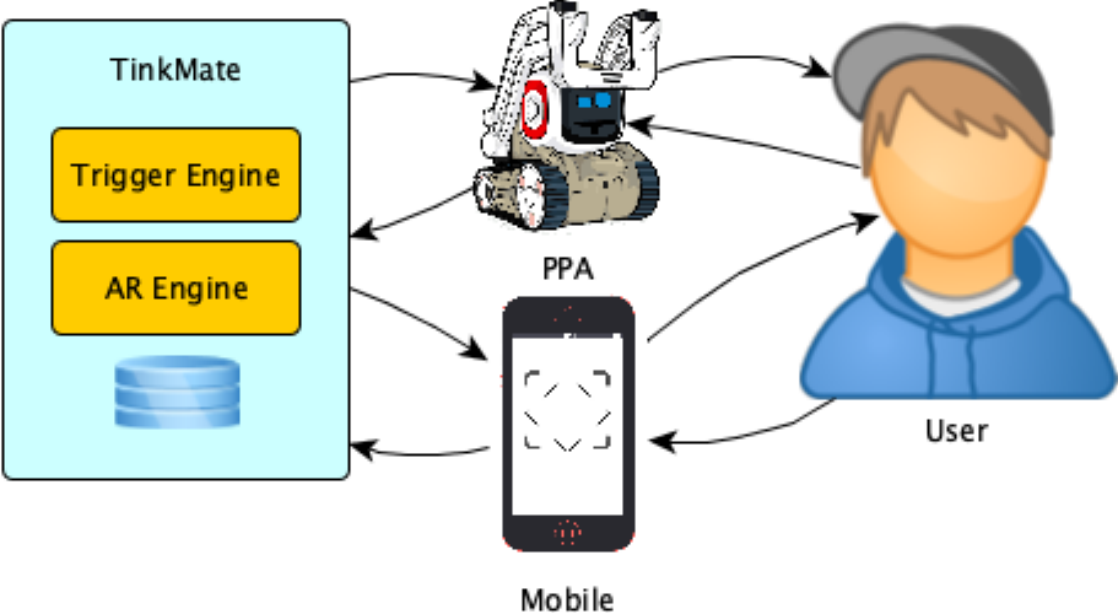 TinkMate
Trigger Engine
AR Engine
PPA
User
Mobile